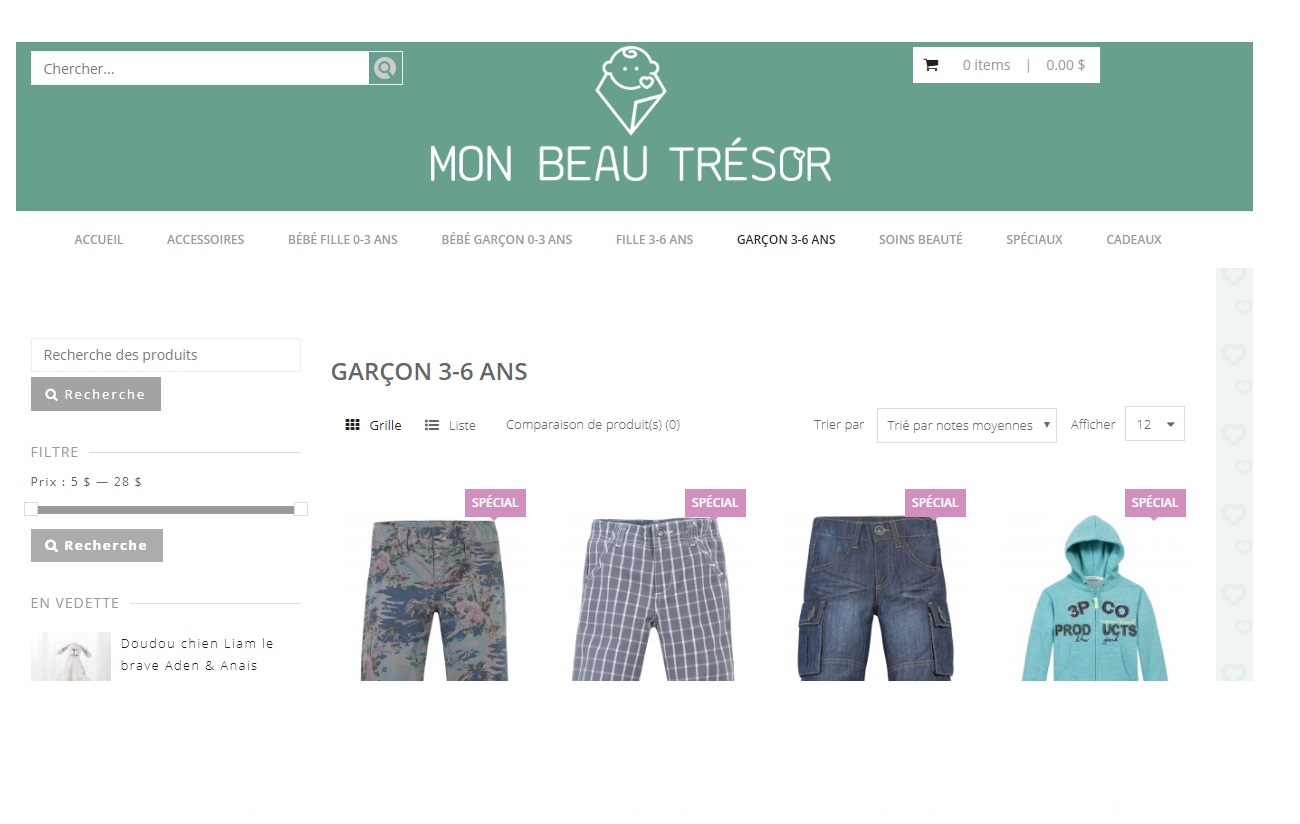 Chercher...
0 items | 0.00 $
MON BEAU TRÉSOR
ACCUEIL ACCESSOIRES BÉBÉ FILLE 0-3 ANS BÉBÉ GARÇON 0-3 ANS FILLE 3-6 ANS GARÇON 3-6 ANS SOINS BEAUTÉ SPÉCIAUX CADEAUX
Recherche des produits
Recherche
FILTRE
Prix : 5 $ — 28 $
Recherche
EN VEDETTE
Doudou chien Liam le
brave Aden & Anais
GARÇON 3-6 ANS
Grille Liste Comparaison de produit(s) (0) Trier par Trié par notes moyennes Afficher 12
SPÉCIAL SPÉCIAL SPÉCIAL SPÉCIAL
3P CO
PRODUCTS